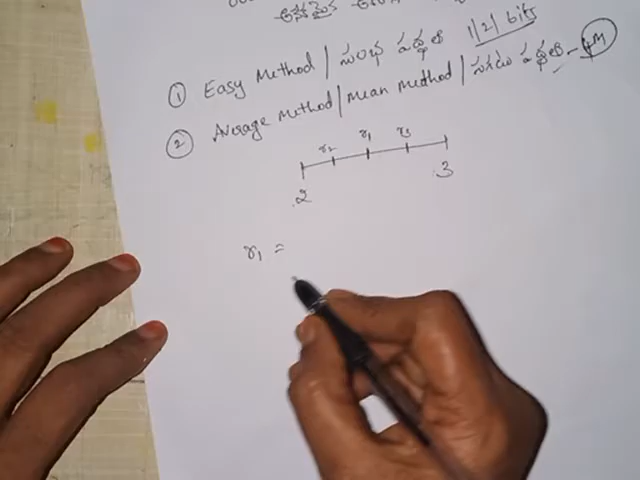 ① Easy Method | సులభ పద్ధతి 1/2/ bits
② Average method | Mean method | సగటు పద్ధతి - 4M
r₂ r₁ r₃
2 3
r₁ =